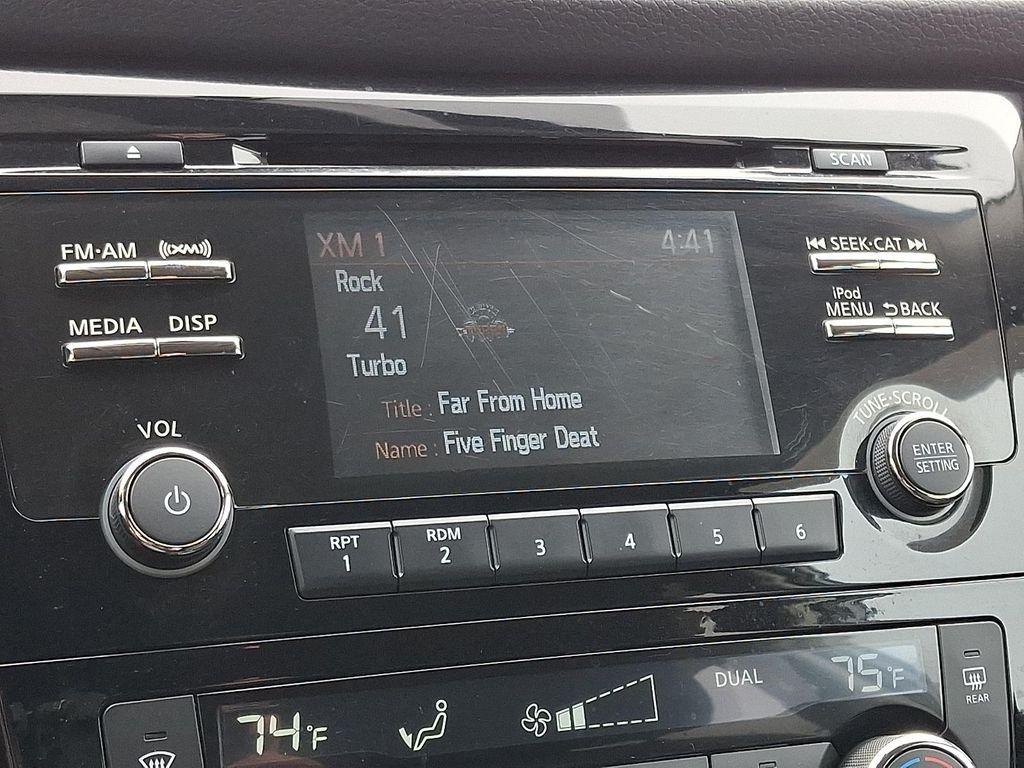 SCAN
FM·AM ((XM))
MEDIA DISP
VOL
XM 1 4:41
Rock
41
Turbo
Title : Far From Home
Name : Five Finger Deat
SEEK·CAT
iPod
MENU BACK
TUNE·SCROLL
ENTER
SETTING
RPT
1
RDM
2
3
4
5
6
74°F
DUAL
75°F
REAR